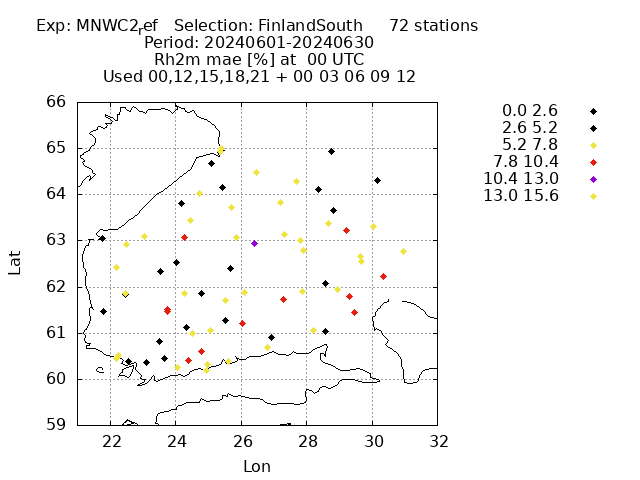 Exp: MNWC2ref   Selection: FinlandSouth     72 stations
Period: 20240601-20240630
Rh2m mae [%] at  00 UTC
Used 00,12,15,18,21 + 00 03 06 09 12
66
65
64
63
62
61
60
59
22 24 26 28 30 32
Lat
Lon
0.0 2.6
2.6 5.2
5.2 7.8
7.8 10.4
10.4 13.0
13.0 15.6